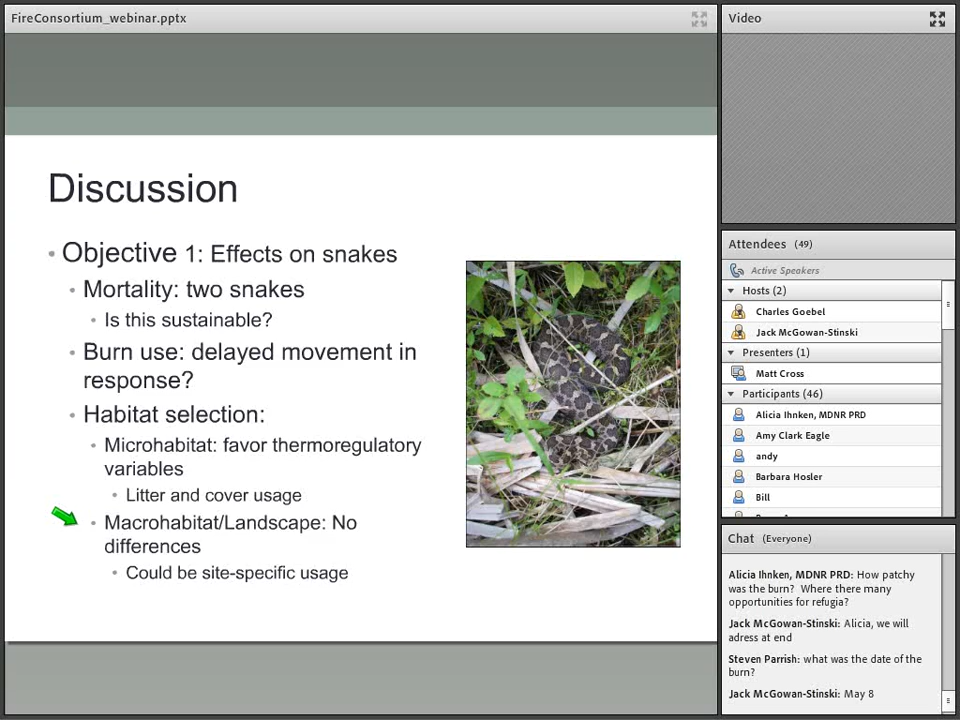 FireConsortium_webinar.pptx
Discussion
• Objective 1: Effects on snakes
• Mortality: two snakes
• Is this sustainable?
• Burn use: delayed movement in
response?
• Habitat selection:
• Microhabitat: favor thermoregulatory
variables
• Litter and cover usage
• Macrohabitat/Landscape: No
differences
• Could be site-specific usage
Video
Attendees (49)
Active Speakers
Hosts (2)
Charles Goebel
Jack McGowan-Stinski
Presenters (1)
Matt Cross
Participants (46)
Alicia Ihnken, MDNR PRD
Amy Clark Eagle
andy
Barbara Hosler
Bill
Chat (Everyone)
Alicia Ihnken, MDNR PRD: How patchy
was the burn? Where there many
opportunities for refugia?
Jack McGowan-Stinski: Alicia, we will
adress at end
Steven Parrish: what was the date of the
burn?
Jack McGowan-Stinski: May 8